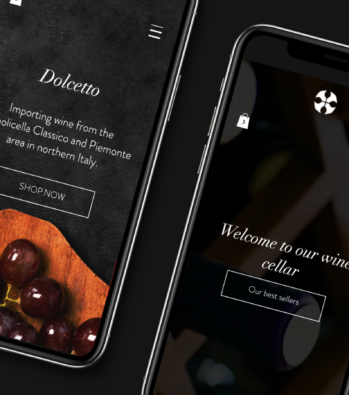 Dolcetto
Importing wine from the
olicella Classico and Piemonte
area in northern Italy.
SHOP NOW
Welcome to our wine
cellar
Our best sellers